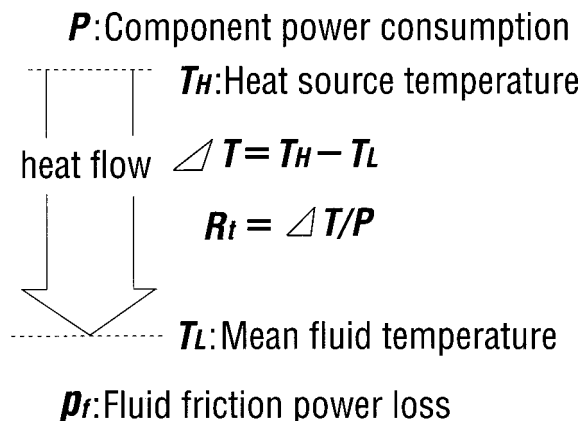 P:Component power consumption
TH:Heat source temperature
heat flow
⊿T=TH−TL
Rt=⊿T/P
TL:Mean fluid temperature
pf:Fluid friction power loss